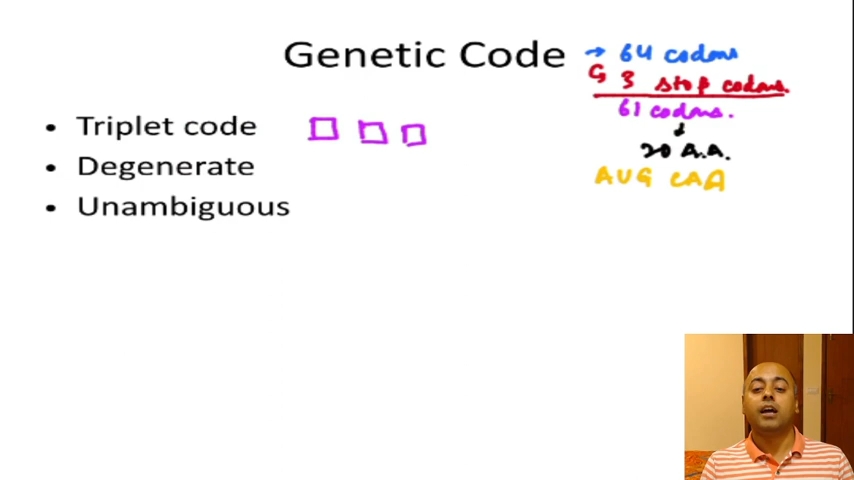 Genetic Code
→ 64 codons
G 3 stop codons.
61 codons.
↓
20 A.A.
AUG CAA
• Triplet code
• Degenerate
• Unambiguous